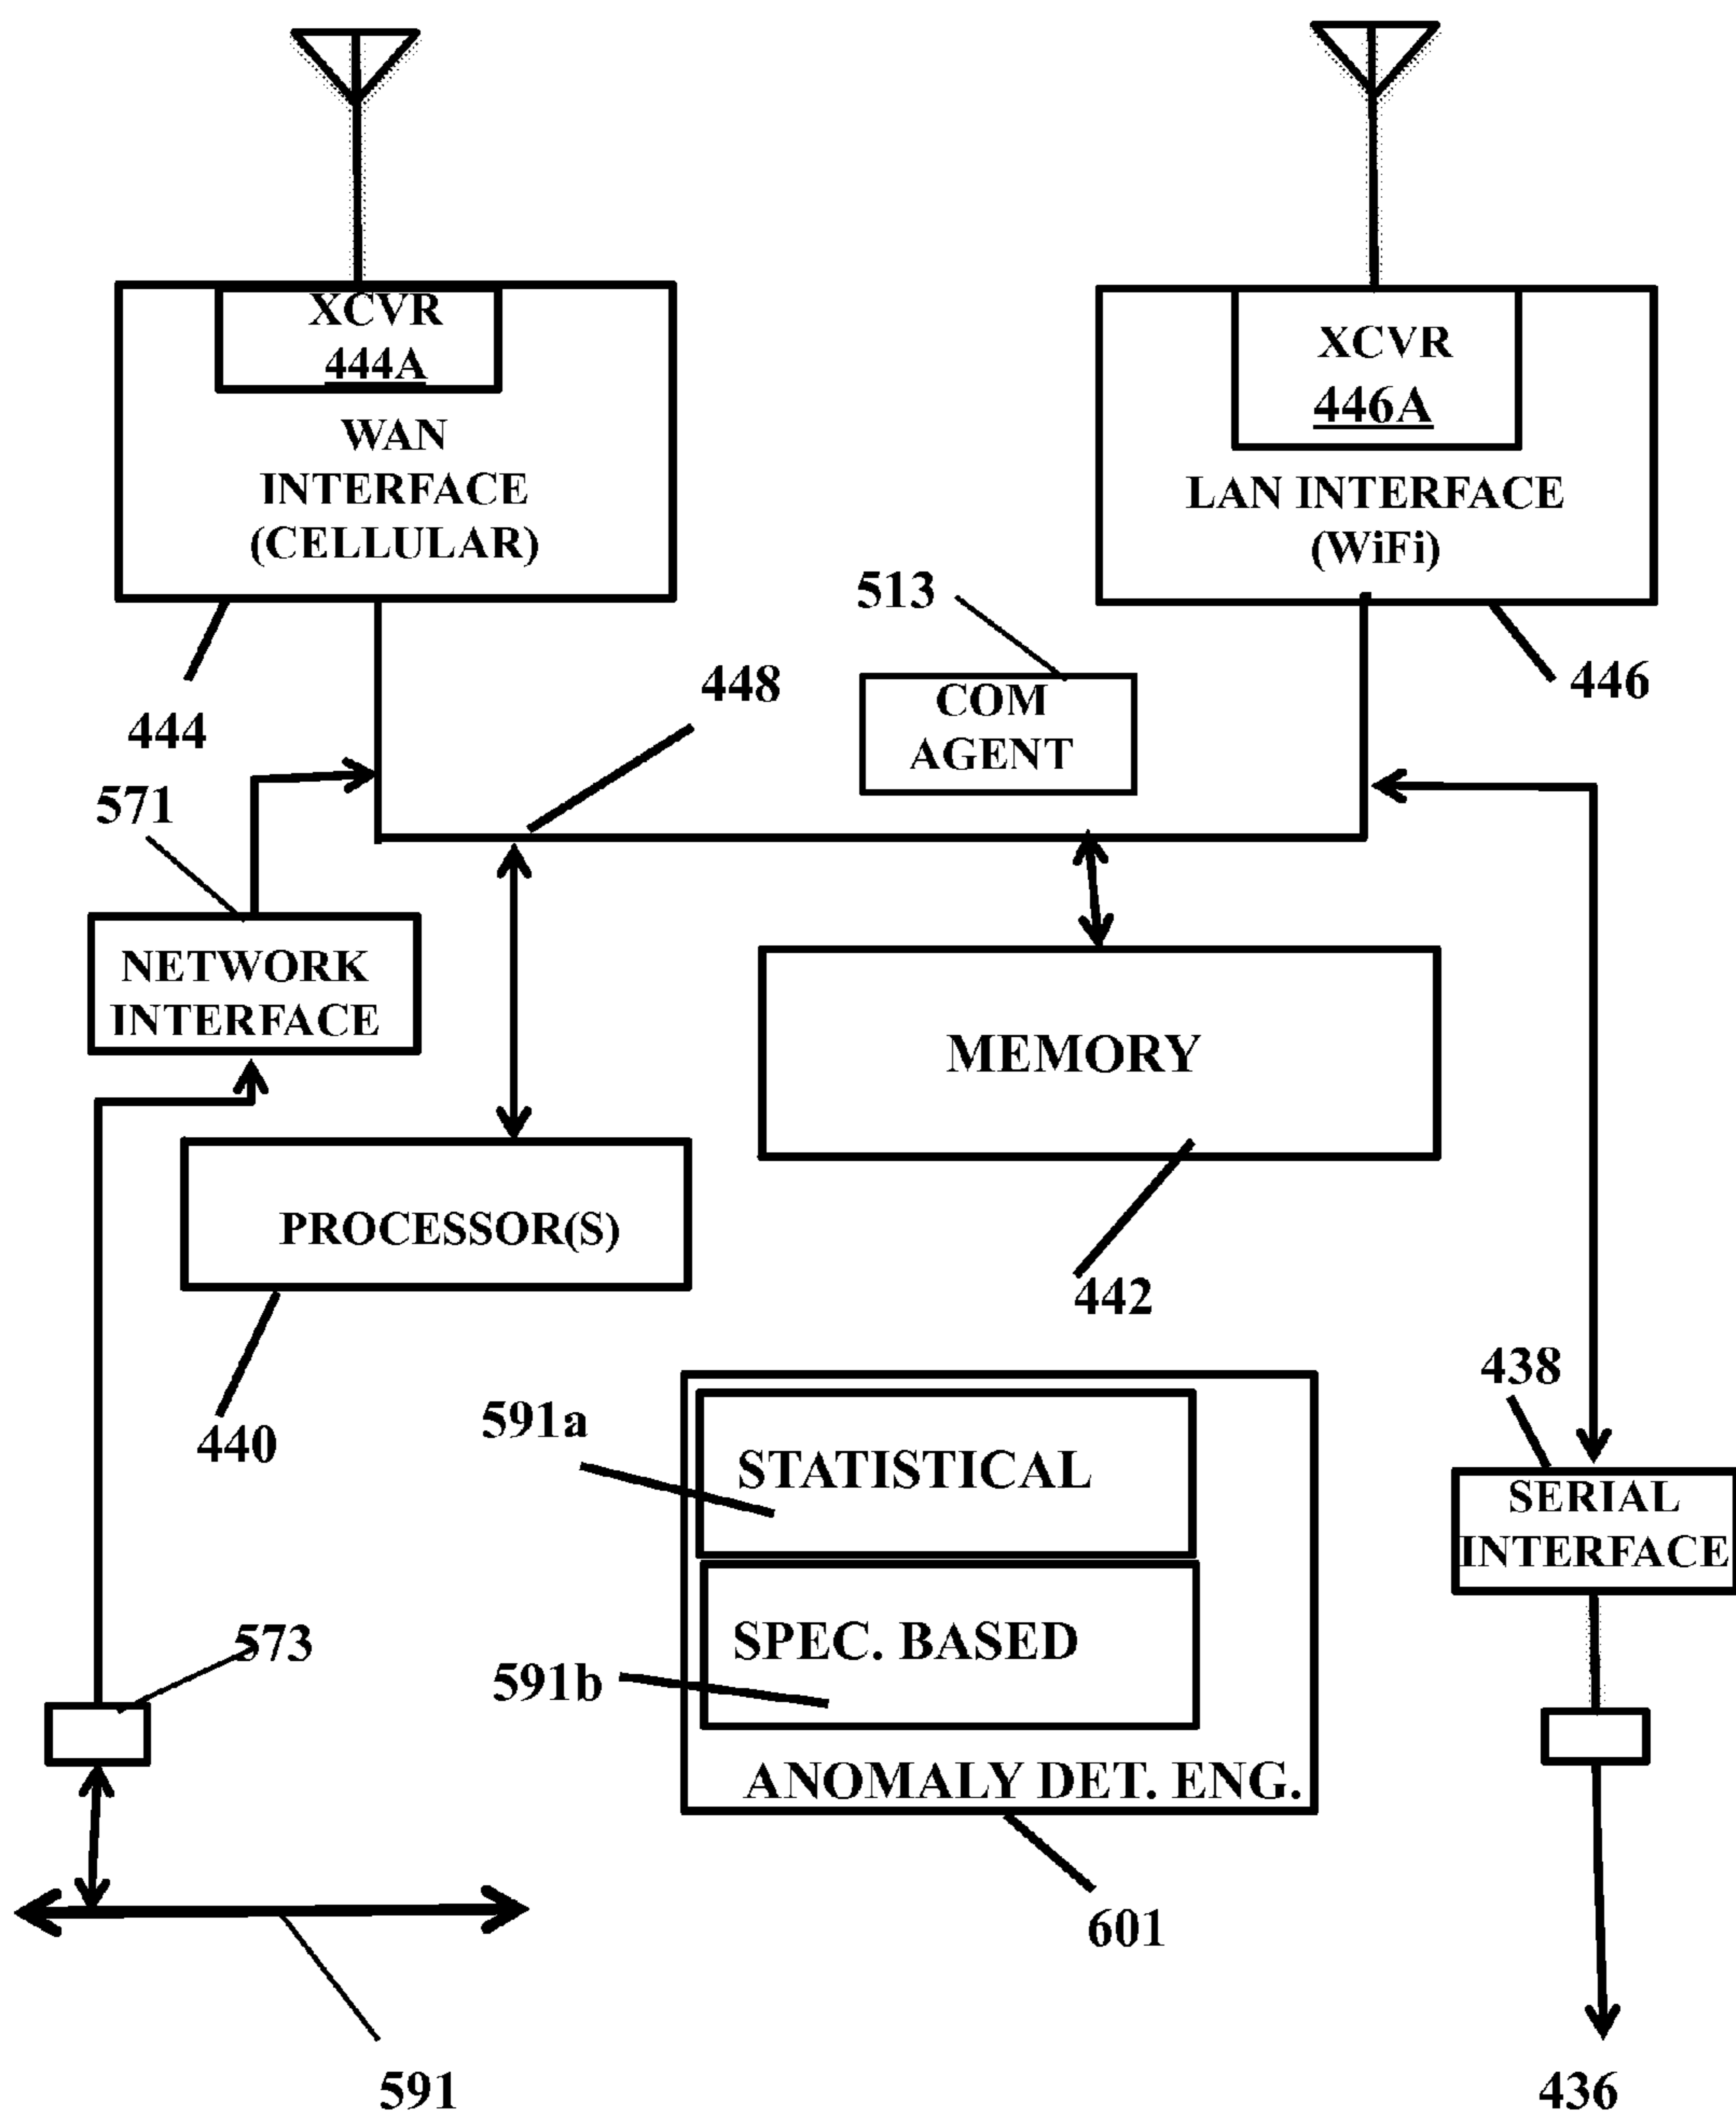 XCVR
444A
WAN
INTERFACE
(CELLULAR)
XCVR
446A
LAN INTERFACE
(WiFi)
513
446
448
COM
AGENT
444
571
NETWORK
INTERFACE
MEMORY
PROCESSOR(S)
442
438
440
591a
STATISTICAL
SERIAL
INTERFACE
573
SPEC. BASED
591b
ANOMALY DET. ENG.
601
591
436